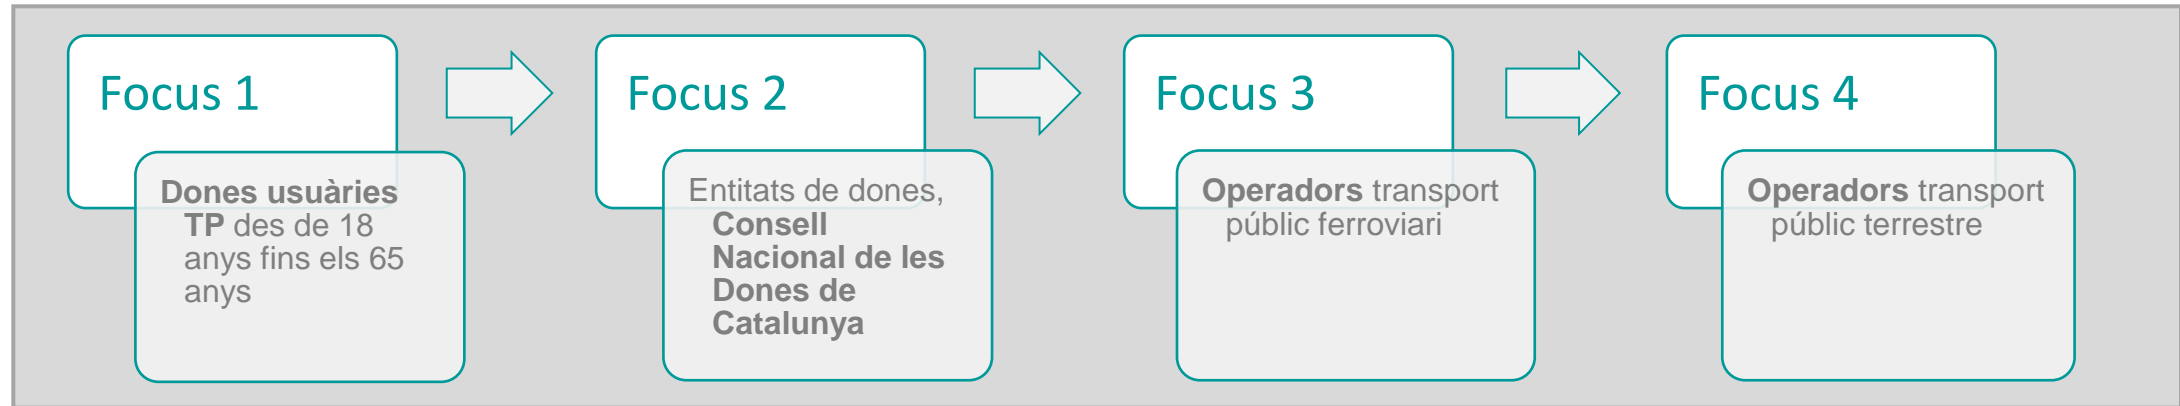 Focus 1
Dones usuàries
TP des de 18
anys fins els 65
anys
Focus 2
Entitats de dones,
Consell
Nacional de les
Dones de
Catalunya
Focus 3
Operadors transport
públic ferroviari
Focus 4
Operadors transport
públic terrestre